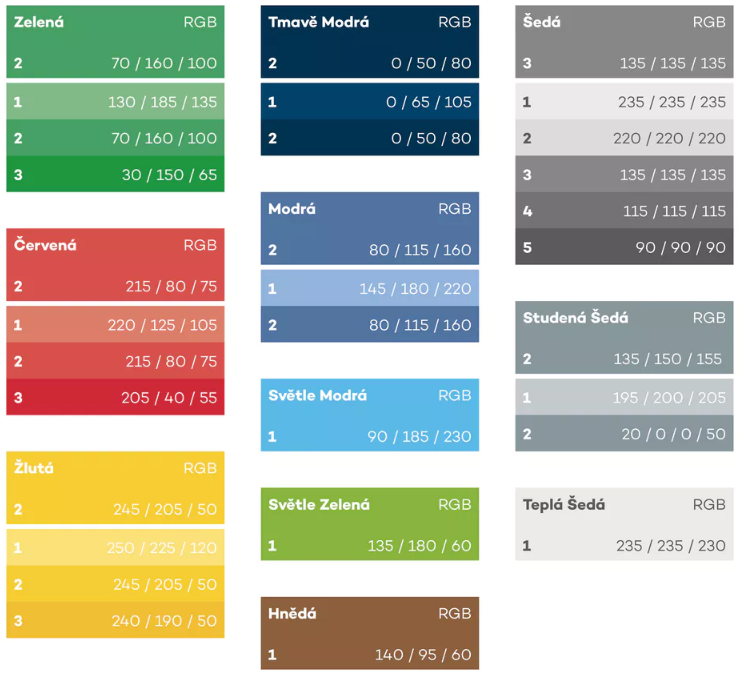 Zelená RGB
2 70 / 160 / 100
1 130 / 185 / 135
2 70 / 160 / 100
3 30 / 150 / 65
Červená RGB
2 215 / 80 / 75
1 220 / 125 / 105
2 215 / 80 / 75
3 205 / 40 / 55
Žlutá RGB
2 245 / 205 / 50
1 250 / 225 / 120
2 245 / 205 / 50
3 240 / 190 / 50
Tmavě Modrá RGB
2 0 / 50 / 80
1 0 / 65 / 105
2 0 / 50 / 80
Modrá RGB
2 80 / 115 / 160
1 145 / 180 / 220
2 80 / 115 / 160
Světle Modrá RGB
1 90 / 185 / 230
Světle Zelená RGB
1 135 / 180 / 60
Hnědá RGB
1 140 / 95 / 60
Šedá RGB
3 135 / 135 / 135
1 235 / 235 / 235
2 220 / 220 / 220
3 135 / 135 / 135
4 115 / 115 / 115
5 90 / 90 / 90
Studená Šedá RGB
2 135 / 150 / 155
1 195 / 200 / 205
2 20 / 0 / 0 / 50
Teplá Šedá RGB
1 235 / 235 / 230